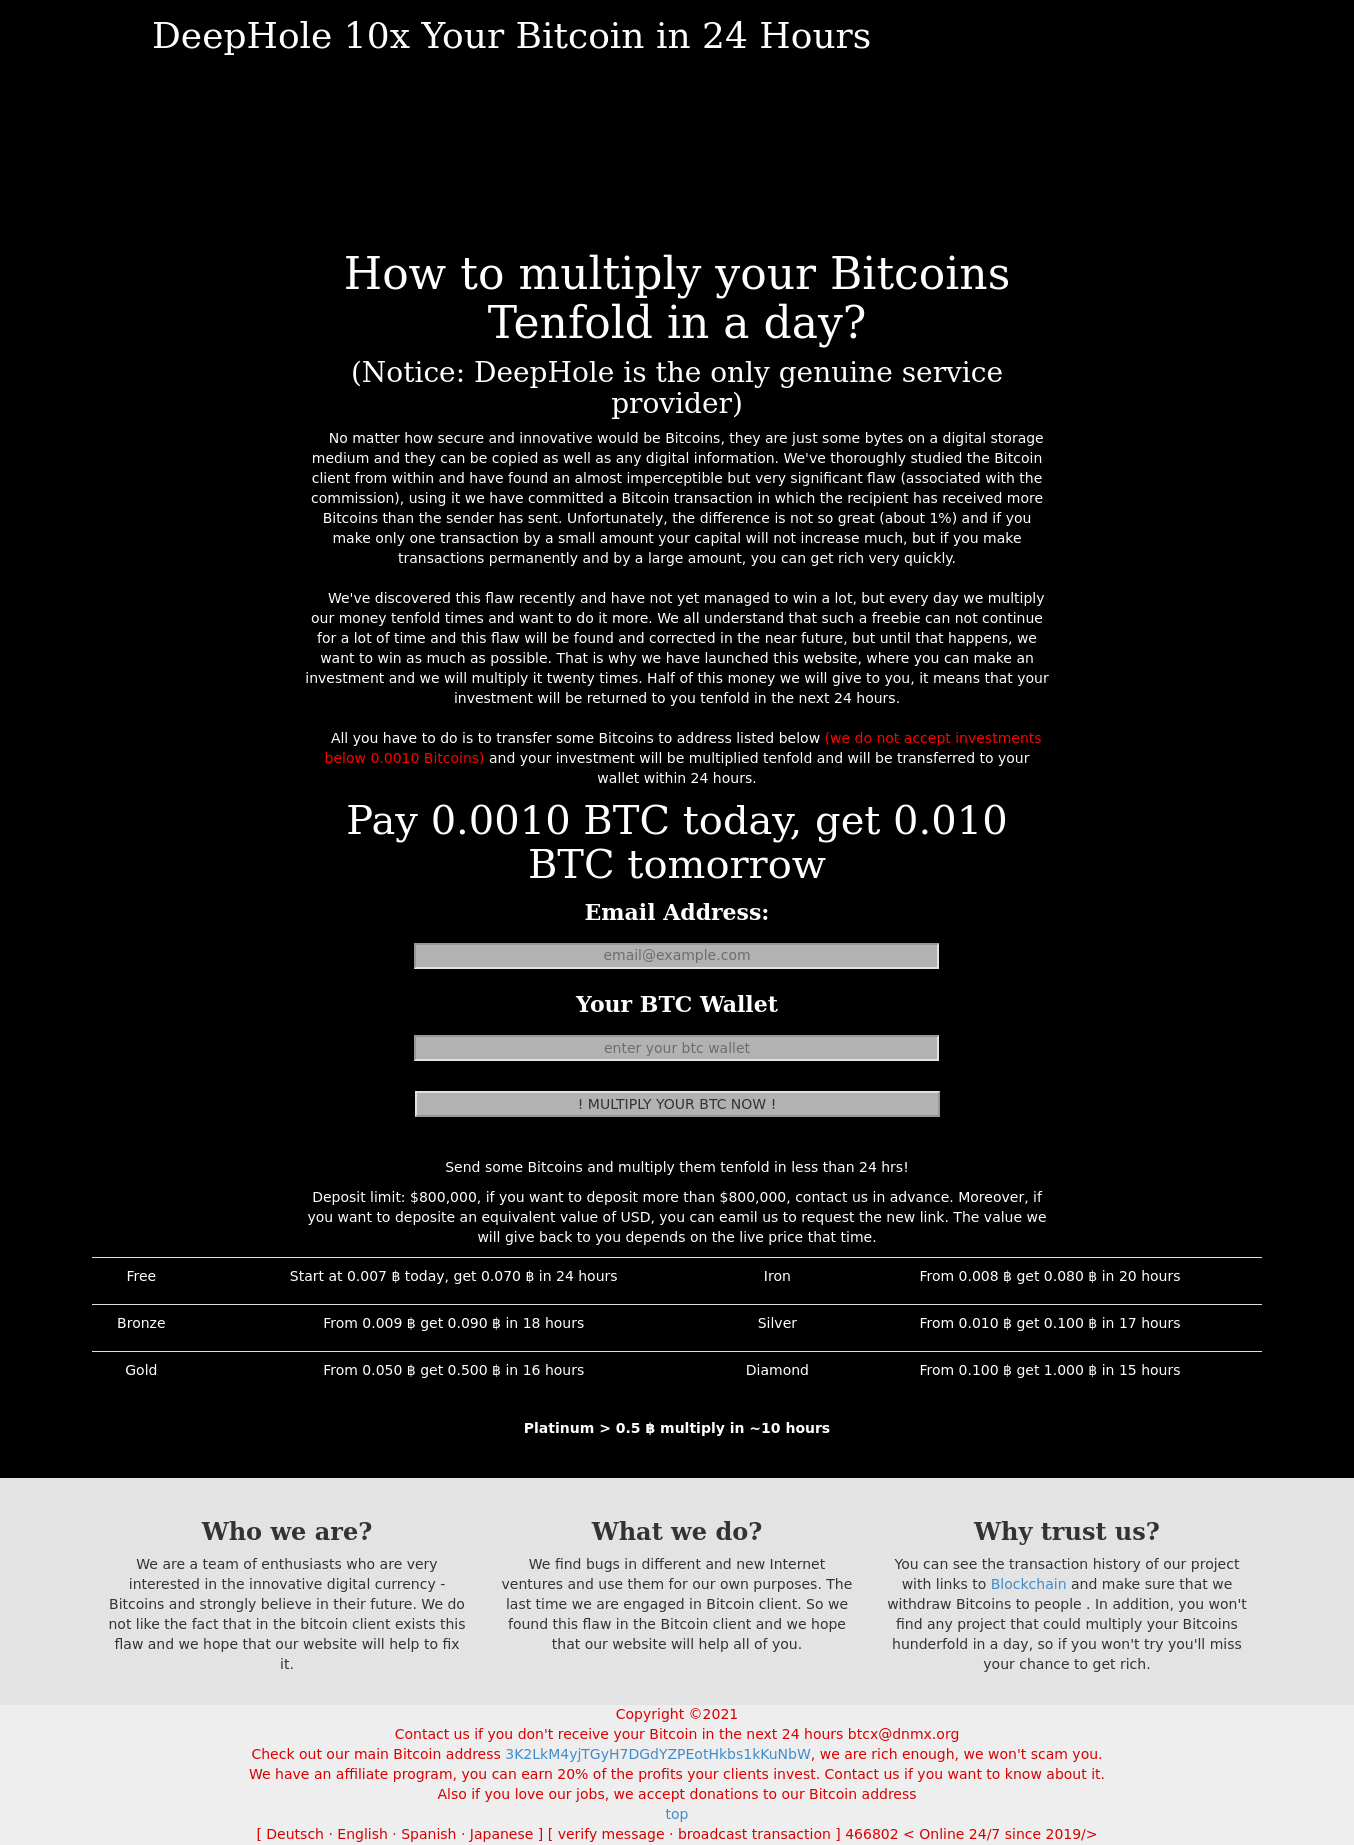 DeepHole 10x Your Bitcoin in 24 Hours
How to multiply your Bitcoins
Tenfold in a day?
(Notice: DeepHole is the only genuine service
provider)
No matter how secure and innovative would be Bitcoins, they are just some bytes on a digital storage
medium and they can be copied as well as any digital information. We've thoroughly studied the Bitcoin
client from within and have found an almost imperceptible but very significant flaw (associated with the
commission), using it we have committed a Bitcoin transaction in which the recipient has received more
Bitcoins than the sender has sent. Unfortunately, the difference is not so great (about 1%) and if you
make only one transaction by a small amount your capital will not increase much, but if you make
transactions permanently and by a large amount, you can get rich very quickly.
We've discovered this flaw recently and have not yet managed to win a lot, but every day we multiply
our money tenfold times and want to do it more. We all understand that such a freebie can not continue
for a lot of time and this flaw will be found and corrected in the near future, but until that happens, we
want to win as much as possible. That is why we have launched this website, where you can make an
investment and we will multiply it twenty times. Half of this money we will give to you, it means that your
investment will be returned to you tenfold in the next 24 hours.
All you have to do is to transfer some Bitcoins to address listed below (we do not accept investments
below 0.0010 Bitcoins) and your investment will be multiplied tenfold and will be transferred to your
wallet within 24 hours.
Pay 0.0010 BTC today, get 0.010
BTC tomorrow
Email Address:
email@example.com
Your BTC Wallet
enter your btc wallet
! MULTIPLY YOUR BTC NOW !
Send some Bitcoins and multiply them tenfold in less than 24 hrs!
Deposit limit: $800,000, if you want to deposit more than $800,000, contact us in advance. Moreover, if
you want to deposite an equivalent value of USD, you can eamil us to request the new link. The value we
will give back to you depends on the live price that time.
Free Start at 0.007 ฿ today, get 0.070 ฿ in 24 hours Iron From 0.008 ฿ get 0.080 ฿ in 20 hours
Bronze From 0.009 ฿ get 0.090 ฿ in 18 hours Silver From 0.010 ฿ get 0.100 ฿ in 17 hours
Gold From 0.050 ฿ get 0.500 ฿ in 16 hours Diamond From 0.100 ฿ get 1.000 ฿ in 15 hours
Platinum > 0.5 ฿ multiply in ~10 hours
Who we are?
We are a team of enthusiasts who are very
interested in the innovative digital currency -
Bitcoins and strongly believe in their future. We do
not like the fact that in the bitcoin client exists this
flaw and we hope that our website will help to fix
it.
What we do?
We find bugs in different and new Internet
ventures and use them for our own purposes. The
last time we are engaged in Bitcoin client. So we
found this flaw in the Bitcoin client and we hope
that our website will help all of you.
Why trust us?
You can see the transaction history of our project
with links to Blockchain and make sure that we
withdraw Bitcoins to people . In addition, you won't
find any project that could multiply your Bitcoins
hunderfold in a day, so if you won't try you'll miss
your chance to get rich.
Copyright ©2021
Contact us if you don't receive your Bitcoin in the next 24 hours btcx@dnmx.org
Check out our main Bitcoin address 3K2LkM4yjTGyH7DGdYZPEotHkbs1kKuNbW, we are rich enough, we won't scam you.
We have an affiliate program, you can earn 20% of the profits your clients invest. Contact us if you want to know about it.
Also if you love our jobs, we accept donations to our Bitcoin address
top
[ Deutsch · English · Spanish · Japanese ] [ verify message · broadcast transaction ] 466802 < Online 24/7 since 2019/>